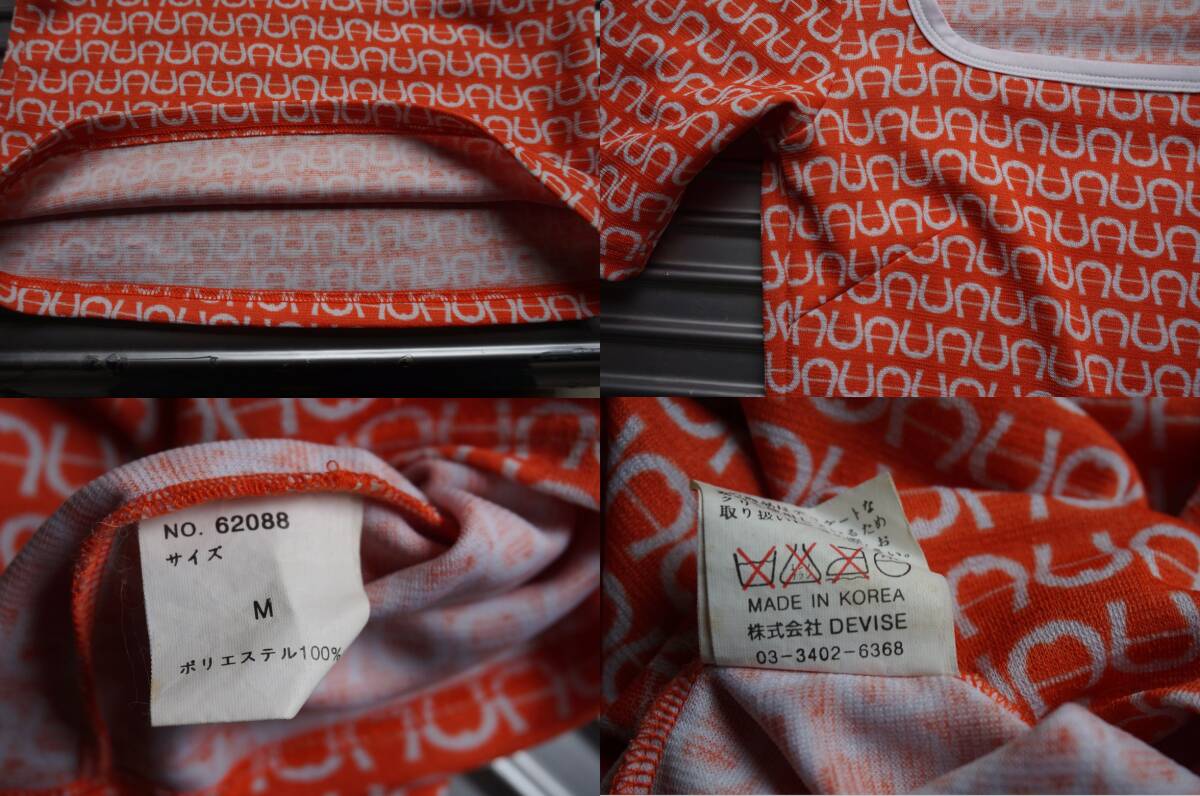 NO. 62088
サイズ
M
ポリエステル100%
取り扱い
MADE IN KOREA
株式会社 DEVISE
03-3402-6368